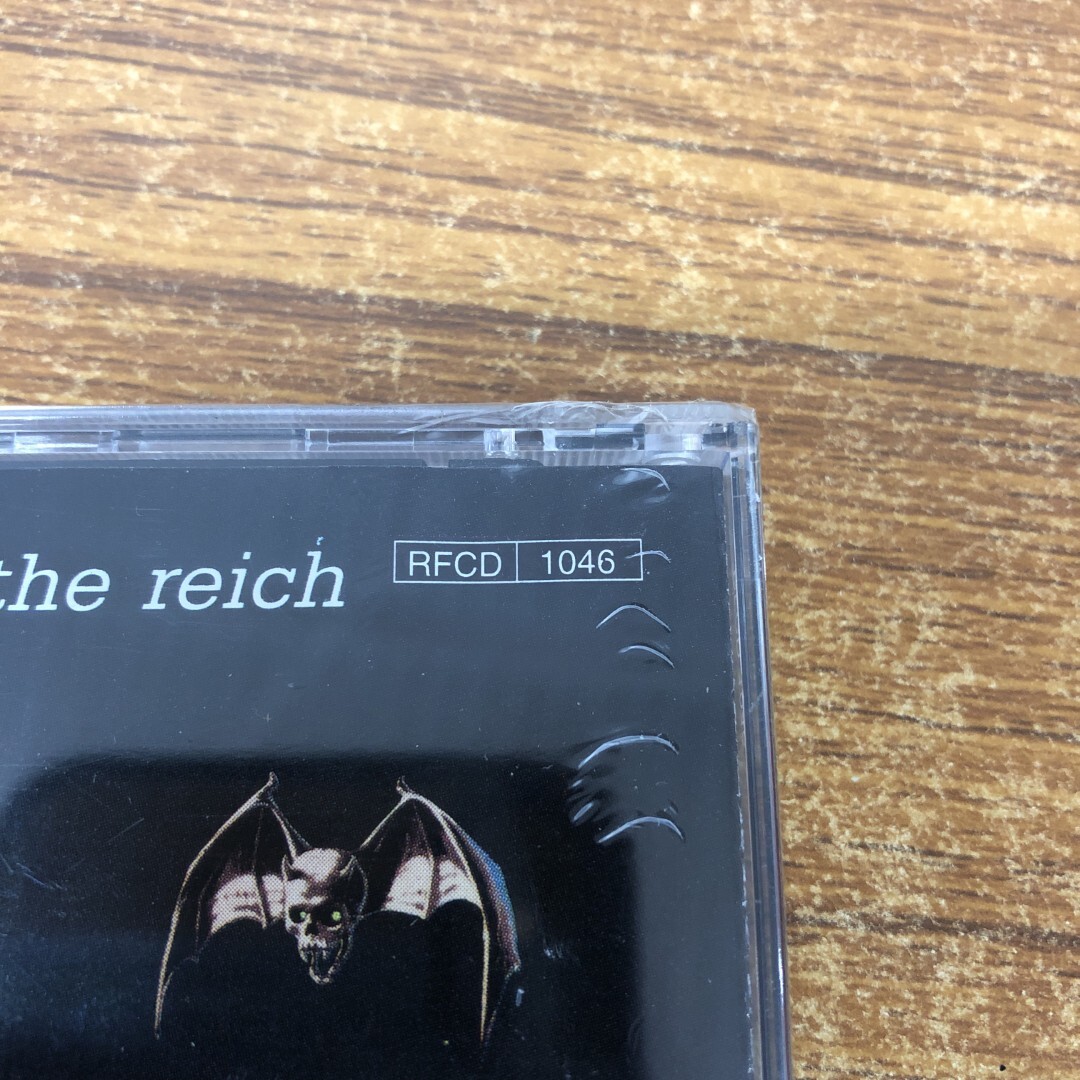 the reich
RFCD 1046